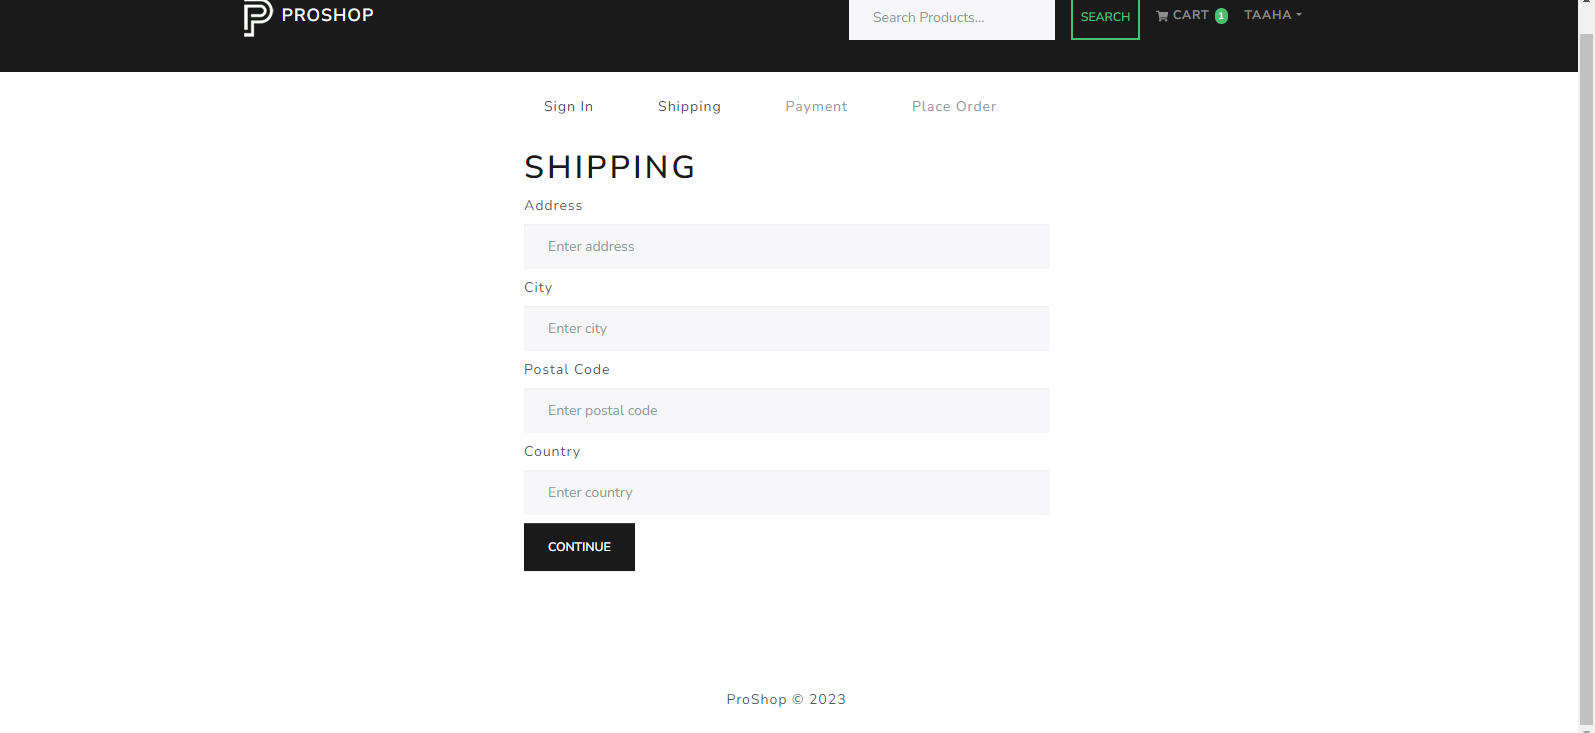 PROSHOP
Search Products...
SEARCH
CART 1
TAAHA
Sign In
Shipping
Payment
Place Order
SHIPPING
Address
Enter address
City
Enter city
Postal Code
Enter postal code
Country
Enter country
CONTINUE
ProShop © 2023